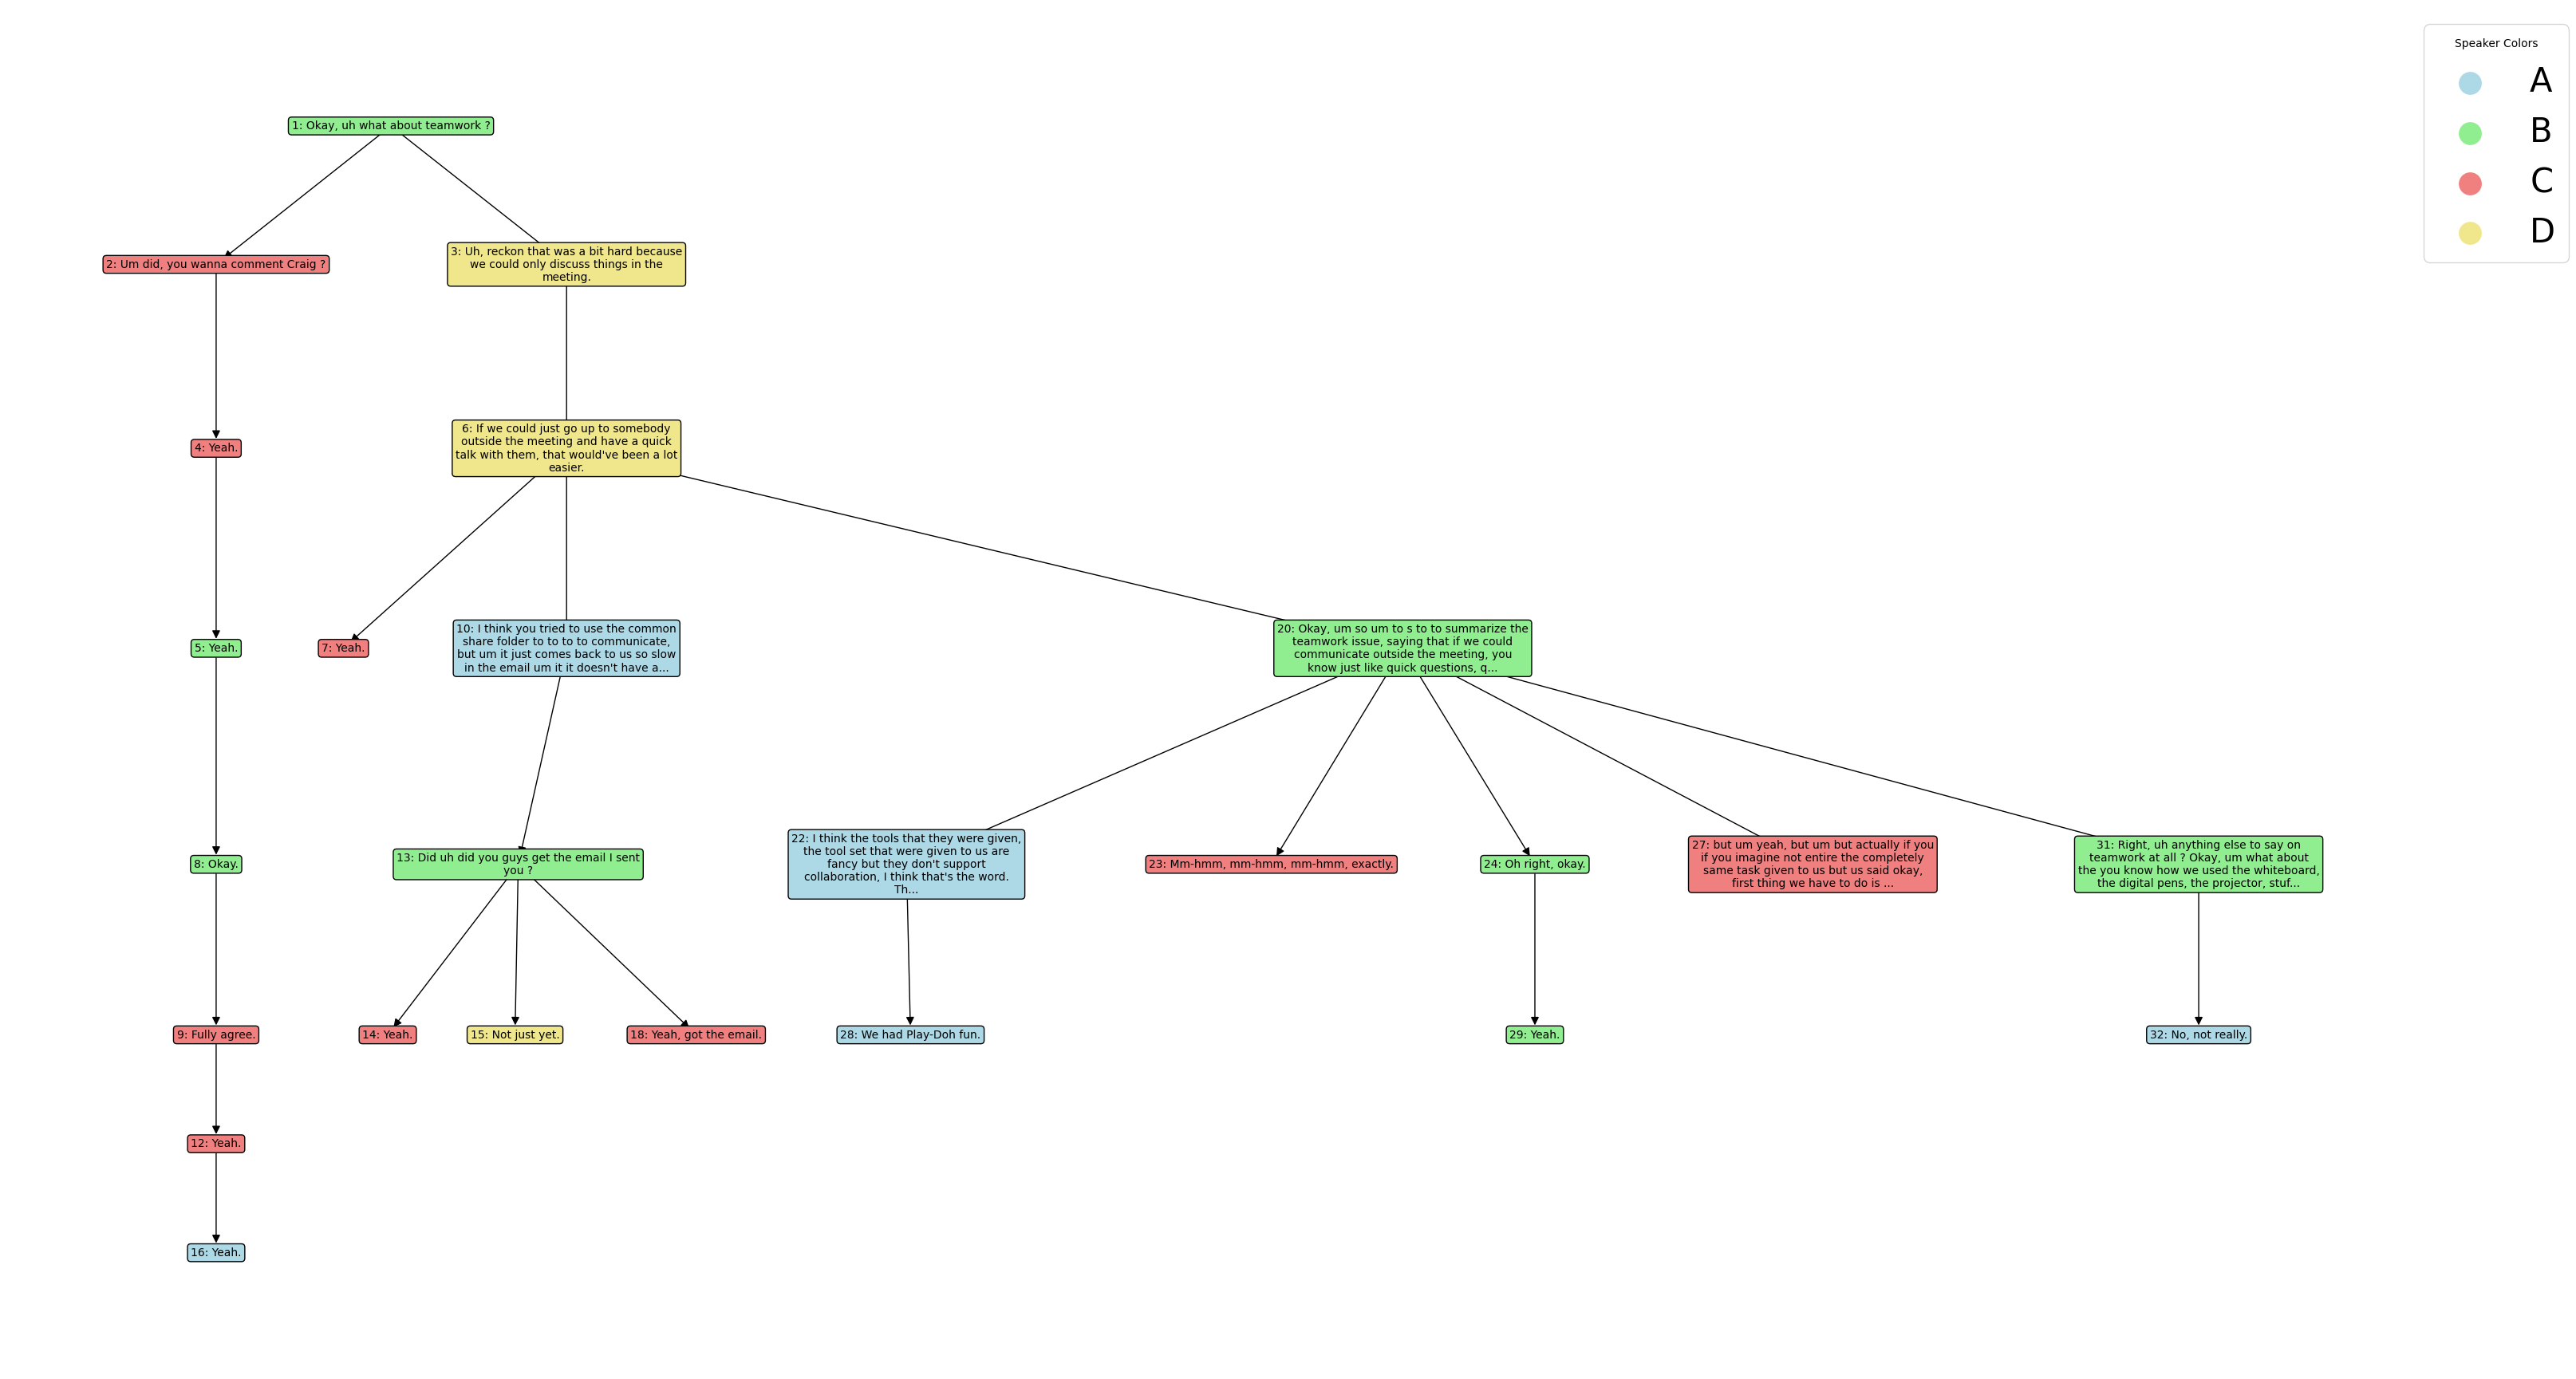 Speaker Colors
A
B
C
D
1: Okay, uh what about teamwork ?
2: Um did, you wanna comment Craig ?
3: Uh, reckon that was a bit hard because
we could only discuss things in the
meeting.
4: Yeah.
6: If we could just go up to somebody
outside the meeting and have a quick
talk with them, that would've been a lot
easier.
5: Yeah.
7: Yeah.
10: I think you tried to use the common
share folder to to to to communicate,
but um it just comes back to us so slow
in the email um it it doesn't have a...
20: Okay, um so um to s to to summarize the
teamwork issue, saying that if we could
communicate outside the meeting, you
know just like quick questions, q...
8: Okay.
13: Did uh did you guys get the email I sent
you ?
22: I think the tools that they were given,
the tool set that were given to us are
fancy but they don't support
collaboration, I think that's the word.
Th...
23: Mm-hmm, mm-hmm, mm-hmm, exactly.
24: Oh right, okay.
27: but um yeah, but um but actually if you
if you imagine not entire the completely
same task given to us but us said okay,
first thing we have to do is ...
31: Right, uh anything else to say on
teamwork at all ? Okay, um what about
the you know how we used the whiteboard,
the digital pens, the projector, stuf...
9: Fully agree.
14: Yeah.
15: Not just yet.
18: Yeah, got the email.
28: We had Play-Doh fun.
29: Yeah.
32: No, not really.
12: Yeah.
16: Yeah.